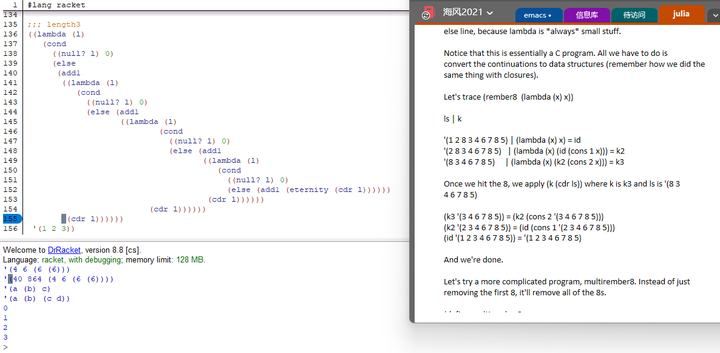 1 #lang racket
134
135 ;;; length3
136 ((lambda (l)
137 (cond
138 ((null? l) 0)
139 (else
140 (add1
141 ((lambda (l)
142 (cond
143 ((null? l) 0)
144 (else (add1
145 ((lambda (l)
146 (cond
147 ((null? l) 0)
148 (else (add1
149 ((lambda (l)
150 (cond
151 ((null? l) 0)
152 (else (add1 (eternity (cdr l))))))
153 (cdr l))))))
154 (cdr l))))))
155 (cdr l))))))
156 '(1 2 3))
Welcome to DrRacket, version 8.8 [cs].
Language: racket, with debugging; memory limit: 128 MB.
'(4 6 (6 (6)))
'(40 864 (4 6 (6 (6))))
'(a (b) c)
'(a (b) (c d))
0
1
2
3
>
海风2021
emacs
信息库
待访问
julia
else line, because lambda is *always* small stuff.
Notice that this is essentially a C program. All we have to do is
convert the continuations to data structures (remember how we did the
same thing with closures).
Let's trace (rember8 (lambda (x) x))
ls | k
'(1 2 8 3 4 6 7 8 5) | (lambda (x) x) = id
'(2 8 3 4 6 7 8 5) | (lambda (x) (id (cons 1 x))) = k2
'(8 3 4 6 7 8 5) | (lambda (x) (k2 (cons 2 x))) = k3
Once we hit the 8, we apply (k (cdr ls)) where k is k3 and ls is '(8 3
4 6 7 8 5)
(k3 '(3 4 6 7 8 5)) = (k2 (cons 2 '(3 4 6 7 8 5)))
(k2 '(2 3 4 6 7 8 5)) = (id (cons 1 '(2 3 4 6 7 8 5)))
(id '(1 2 3 4 6 7 8 5)) = '(1 2 3 4 6 7 8 5)
And we're done.
Let's try a more complicated program, multirember8. Instead of just
removing the first 8, it'll remove all of the 8s.